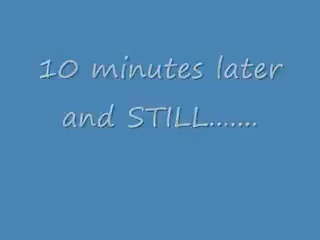 10 minutes later
and STILL.......